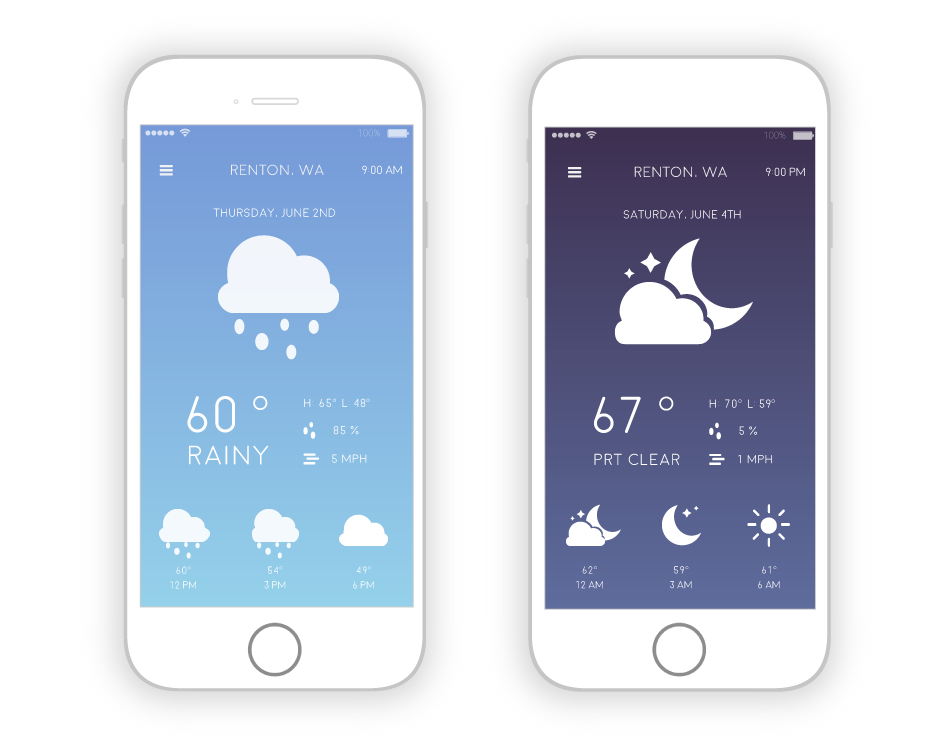 100%
RENTON. WA
9:00 AM
THURSDAY, JUNE 2ND
60°
RAINY
H: 65° L: 48°
85 %
5 MPH
60° 54° 49°
12 PM 3 PM 6 PM
100%
RENTON. WA
9:00 PM
SATURDAY, JUNE 4TH
67°
PRT CLEAR
H: 70° L: 59°
5 %
1 MPH
62° 59° 61°
12 AM 3 AM 6 AM